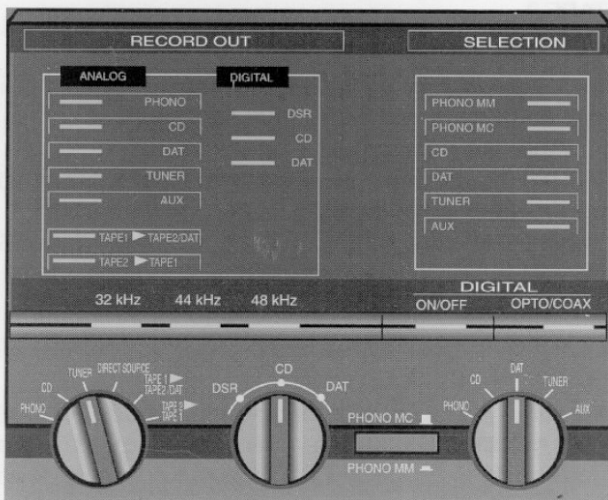 RECORD OUT
ANALOG
DIGITAL
PHONO
CD
DAT
TUNER
AUX
TAPE1 ▶ TAPE2/DAT
TAPE2 ▶ TAPE1
DSR
CD
DAT
SELECTION
PHONO MM
PHONO MC
CD
DAT
TUNER
AUX
32 kHz
44 kHz
48 kHz
DIGITAL
ON/OFF
OPTO/COAX
PHONO
CD
TUNER
DIRECT SOURCE
TAPE 1 ▶
TAPE2/DAT
TAPE 2 ▶
TAPE 1
DSR
CD
DAT
PHONO MC
PHONO MM
PHONO
CD
DAT
TUNER
AUX